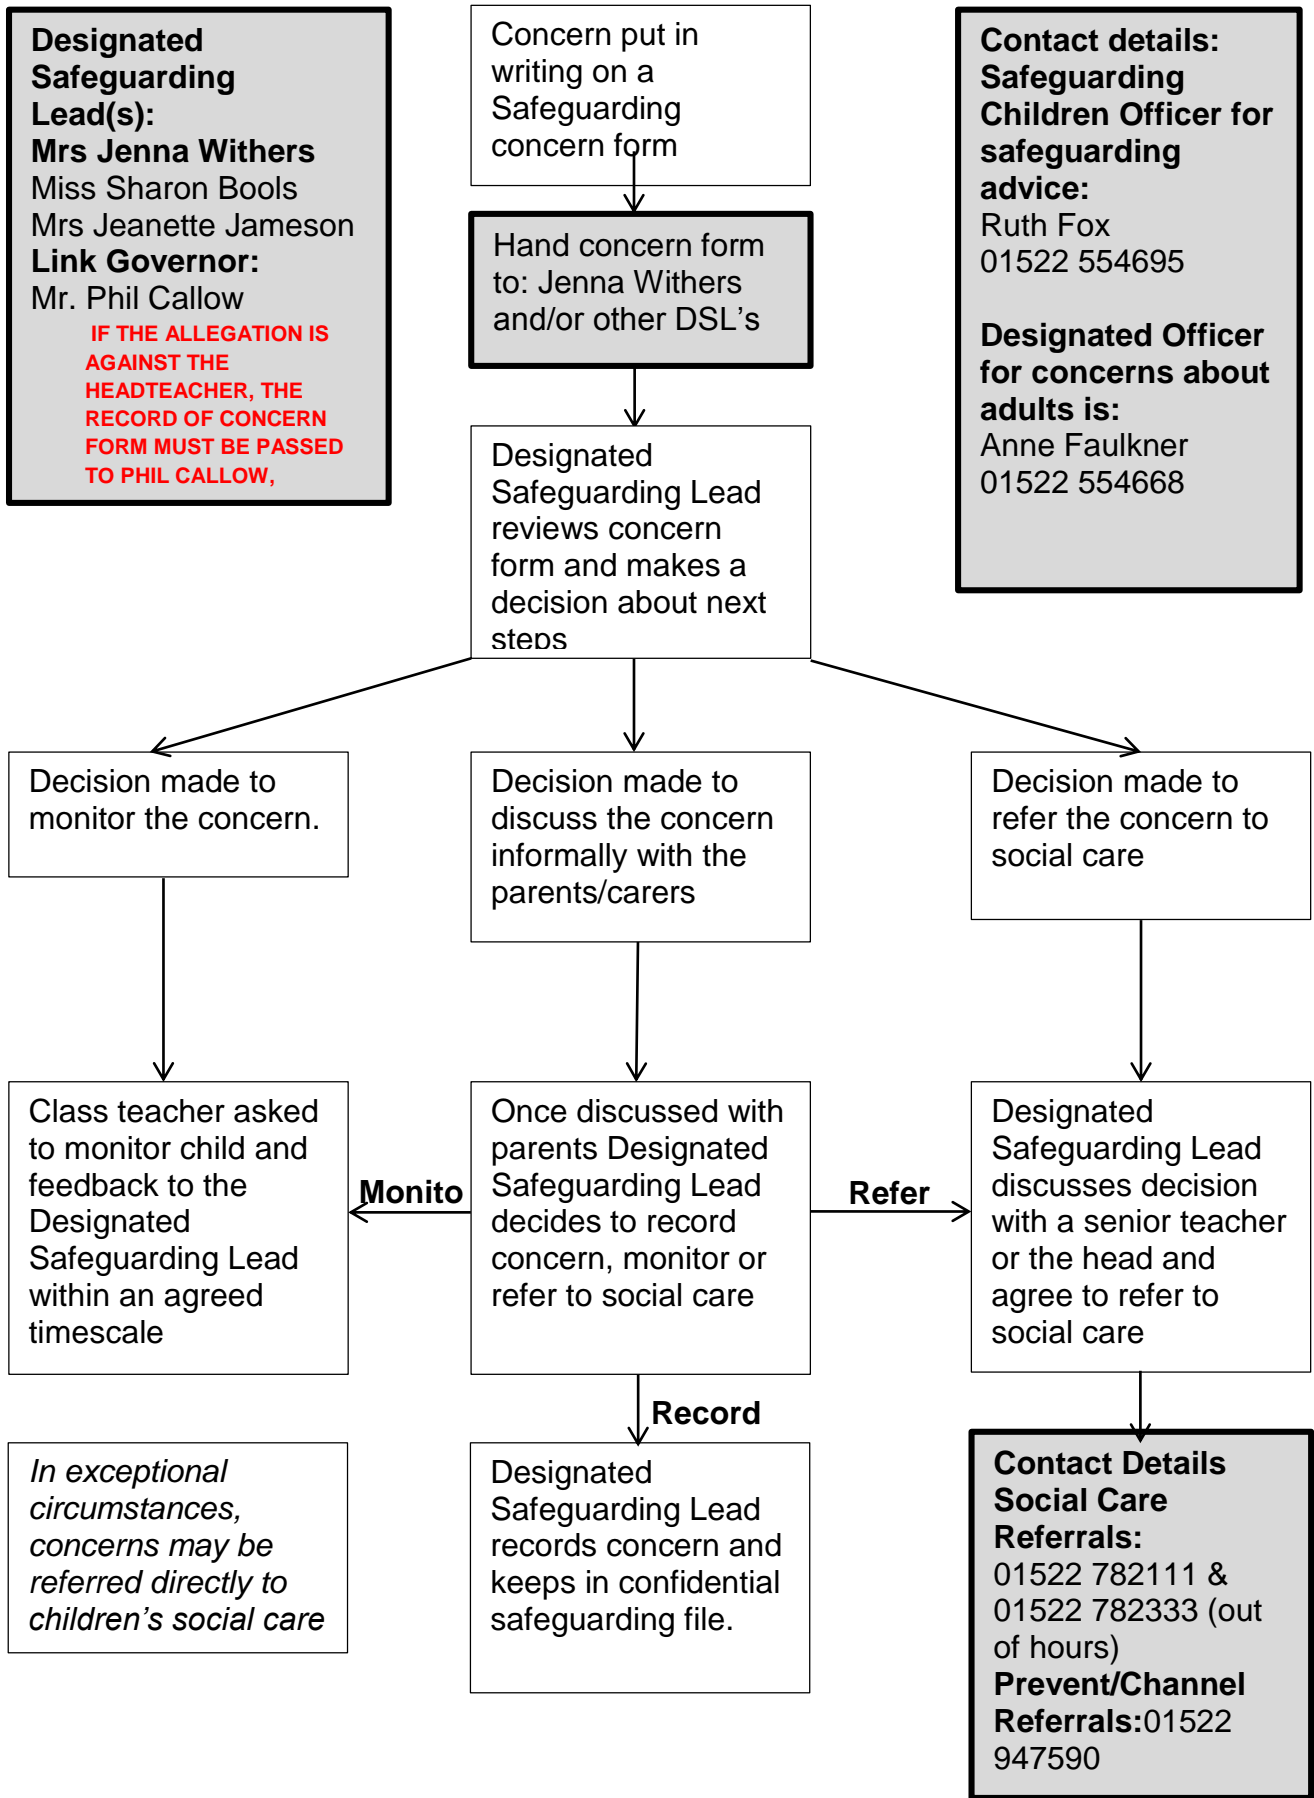 Designated
Safeguarding
Lead(s):
Mrs Jenna Withers
Miss Sharon Bools
Mrs Jeanette Jameson
Link Governor:
Mr. Phil Callow
IF THE ALLEGATION IS
AGAINST THE
HEADTEACHER, THE
RECORD OF CONCERN
FORM MUST BE PASSED
TO PHIL CALLOW,
Concern put in
writing on a
Safeguarding
concern form
Contact details:
Safeguarding
Children Officer for
safeguarding
advice:
Ruth Fox
01522 554695
Designated Officer
for concerns about
adults is:
Anne Faulkner
01522 554668
Hand concern form
to: Jenna Withers
and/or other DSL’s
Designated
Safeguarding Lead
reviews concern
form and makes a
decision about next
steps
Decision made to
monitor the concern.
Decision made to
discuss the concern
informally with the
parents/carers
Decision made to
refer the concern to
social care
Class teacher asked
to monitor child and
feedback to the
Designated
Safeguarding Lead
within an agreed
timescale
Monito
Once discussed with
parents Designated
Safeguarding Lead
decides to record
concern, monitor or
refer to social care
Refer
Designated
Safeguarding Lead
discusses decision
with a senior teacher
or the head and
agree to refer to
social care
Record
In exceptional
circumstances,
concerns may be
referred directly to
children’s social care
Designated
Safeguarding Lead
records concern and
keeps in confidential
safeguarding file.
Contact Details
Social Care
Referrals:
01522 782111 &
01522 782333 (out
of hours)
Prevent/Channel
Referrals:01522
947590